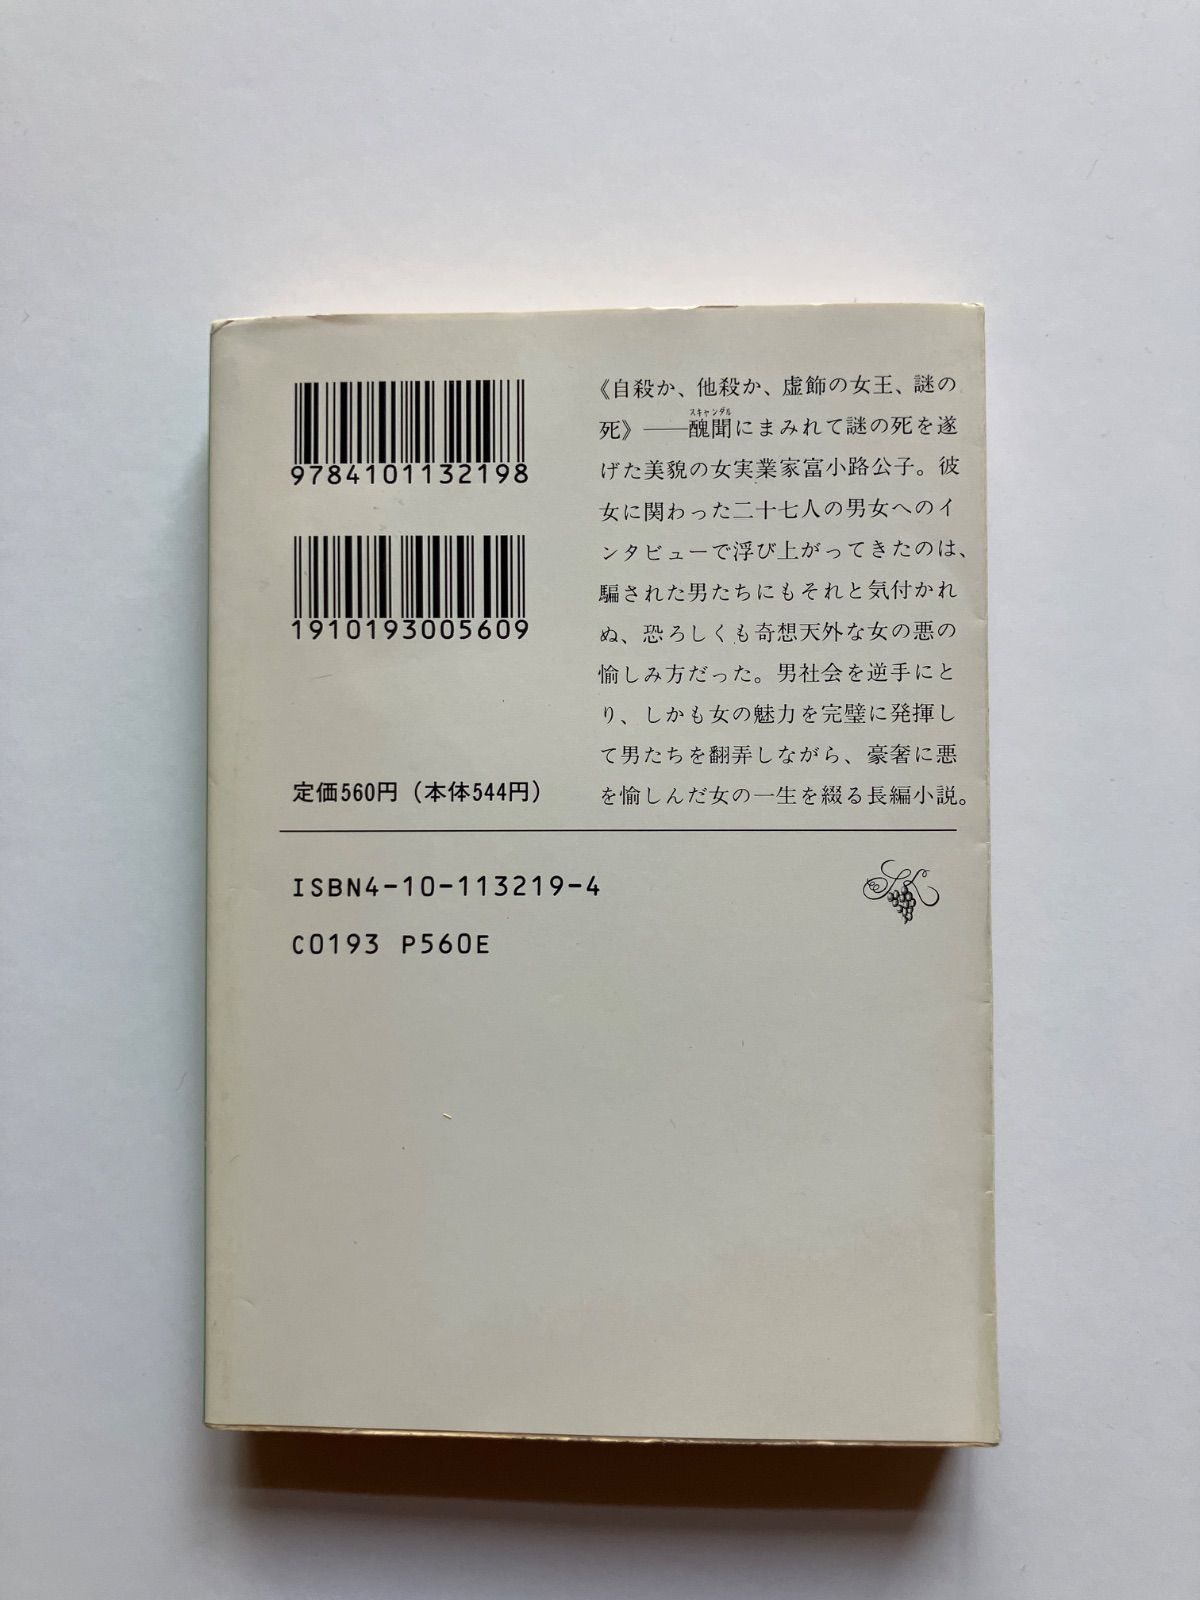 9784101132198
1910193005609
定価560円（本体544円）
《自殺か、他殺か、虚飾の女王、謎の
死》——醜聞にまみれて謎の死を遂
スキャンダル
げた美貌の女実業家富小路公子。彼
女に関わった二十七人の男女へのイ
ンタビューで浮び上がってきたのは、
騙された男たちにもそれと気付かれ
ぬ、恐ろしくも奇想天外な女の悪の
愉しみ方だった。男社会を逆手にと
り、しかも女の魅力を完璧に発揮し
て男たちを翻弄しながら、豪奢に悪
を愉しんだ女の一生を綴る長編小説。
ISBN4-10-113219-4
C0193 P560E